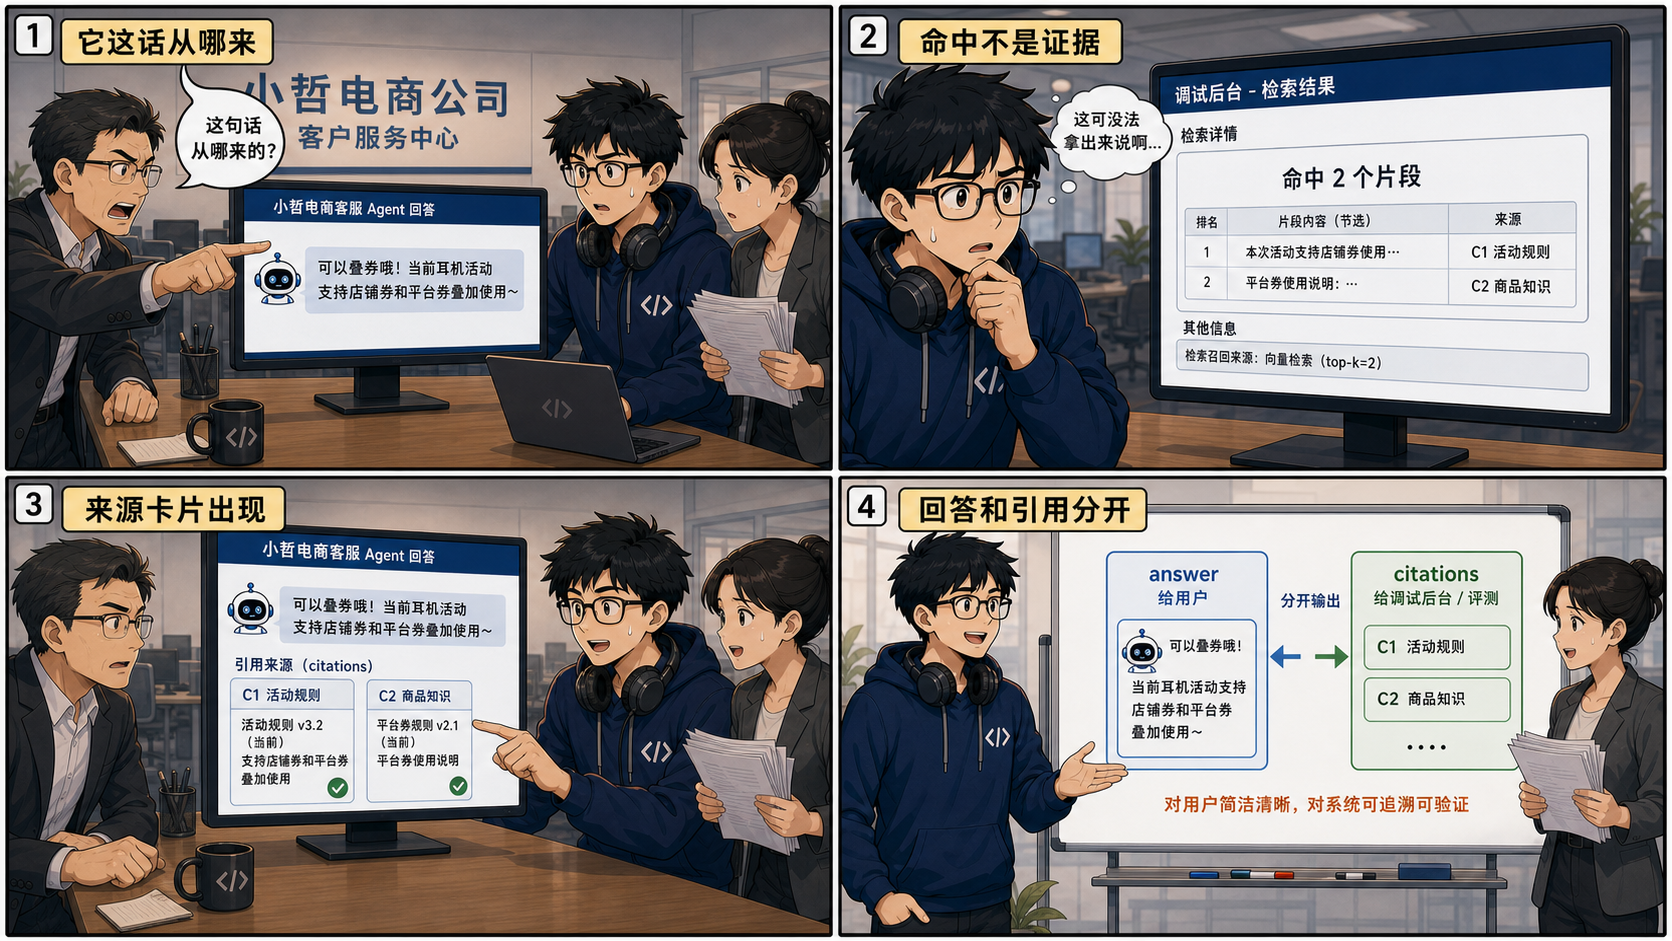 1
它这话从哪来
小哲电商公司
客户服务中心
这句话
从哪来的?
小哲电商客服 Agent 回答
可以叠券哦！当前耳机活动
支持店铺券和平台券叠加使用～
</>
</>
</>
2
命中不是证据
这可没法
拿出来说啊...
调试后台 - 检索结果
检索详情
命中 2 个片段
排名 片段内容（节选） 来源
1 本次活动支持店铺券使用… C1 活动规则
2 平台券使用说明：… C2 商品知识
其他信息
检索召回来源：向量检索（top-k=2）
</>
3
来源卡片出现
小哲电商客服 Agent 回答
可以叠券哦！当前耳机活动
支持店铺券和平台券叠加使用～
引用来源（citations）
C1 活动规则
活动规则 v3.2
（当前）
支持店铺券和平台券
叠加使用
C2 商品知识
平台券规则 v2.1
（当前）
平台券使用说明
</>
</>
4
回答和引用分开
answer
给用户
可以叠券哦！
当前耳机活动支持
店铺券和平台券
叠加使用～
分开输出
citations
给调试后台 / 评测
C1 活动规则
C2 商品知识
....
对用户简洁清晰，对系统可追溯可验证
</>